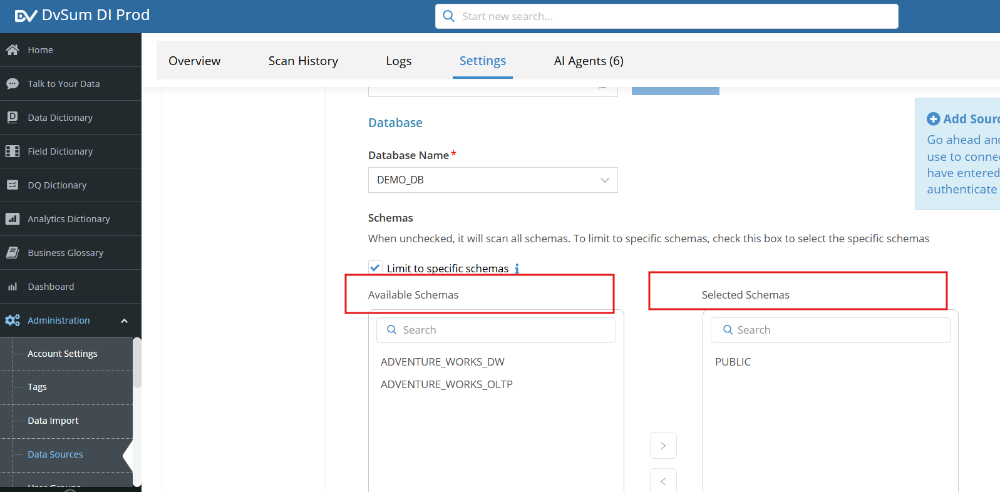 DV DvSum DI Prod
Start new search...
Home
Talk to Your Data
Data Dictionary
Field Dictionary
DQ Dictionary
Analytics Dictionary
Business Glossary
Dashboard
Administration
Account Settings
Tags
Data Import
Data Sources
Overview
Scan History
Logs
Settings
AI Agents (6)
Database
Database Name*
DEMO_DB
Schemas
When unchecked, it will scan all schemas. To limit to specific schemas, check this box to select the specific schemas
Limit to specific schemas
Available Schemas
Search
ADVENTURE_WORKS_DW
ADVENTURE_WORKS_OLTP
>
<
Selected Schemas
Search
PUBLIC
Add
Go ahead
use to
have entered
authenticate